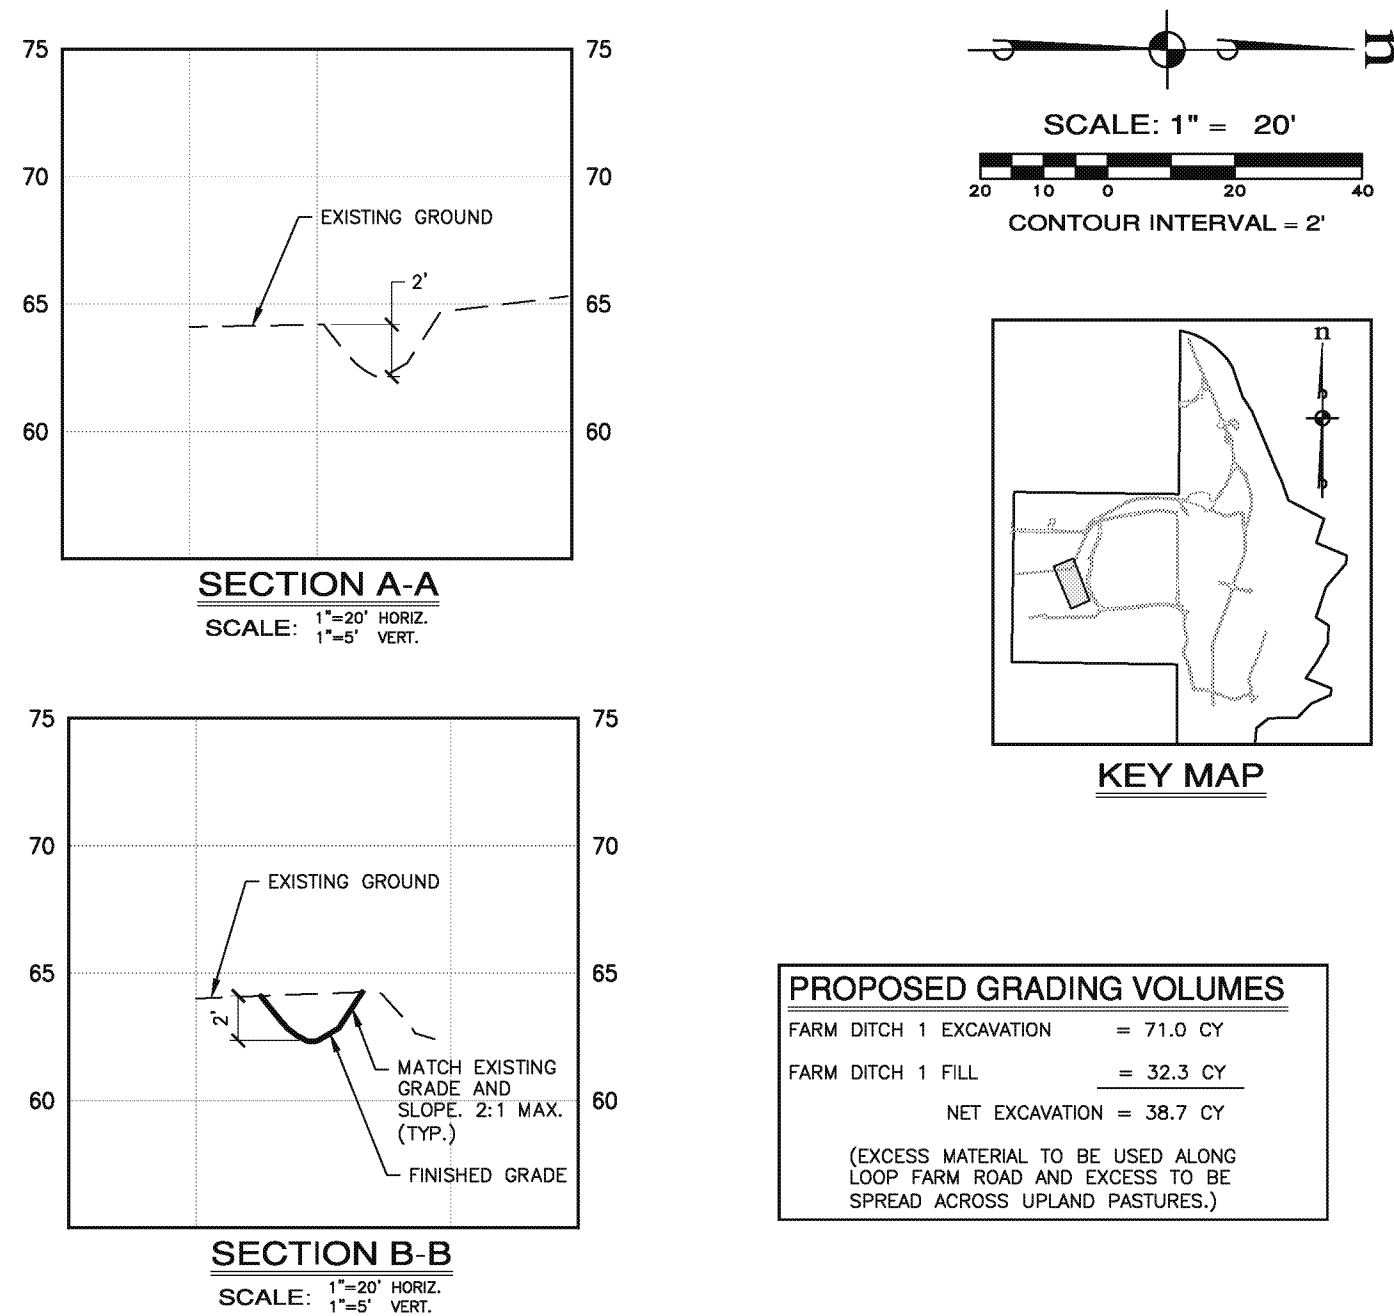 75
75
70
70
EXISTING GROUND
2'
65
65
60
60
SECTION A-A
SCALE: 1"=20' HORIZ.
1"=5' VERT.
n
SCALE: 1" = 20'
20 10 0 20 40
CONTOUR INTERVAL = 2'
n
KEY MAP
75
75
70
70
EXISTING GROUND
65
65
2'
MATCH EXISTING
GRADE AND
SLOPE. 2:1 MAX.
(TYP.)
60
60
FINISHED GRADE
SECTION B-B
SCALE: 1"=20' HORIZ.
1"=5' VERT.
PROPOSED GRADING VOLUMES
FARM DITCH 1 EXCAVATION = 71.0 CY
FARM DITCH 1 FILL = 32.3 CY
NET EXCAVATION = 38.7 CY
(EXCESS MATERIAL TO BE USED ALONG
LOOP FARM ROAD AND EXCESS TO BE
SPREAD ACROSS UPLAND PASTURES.)